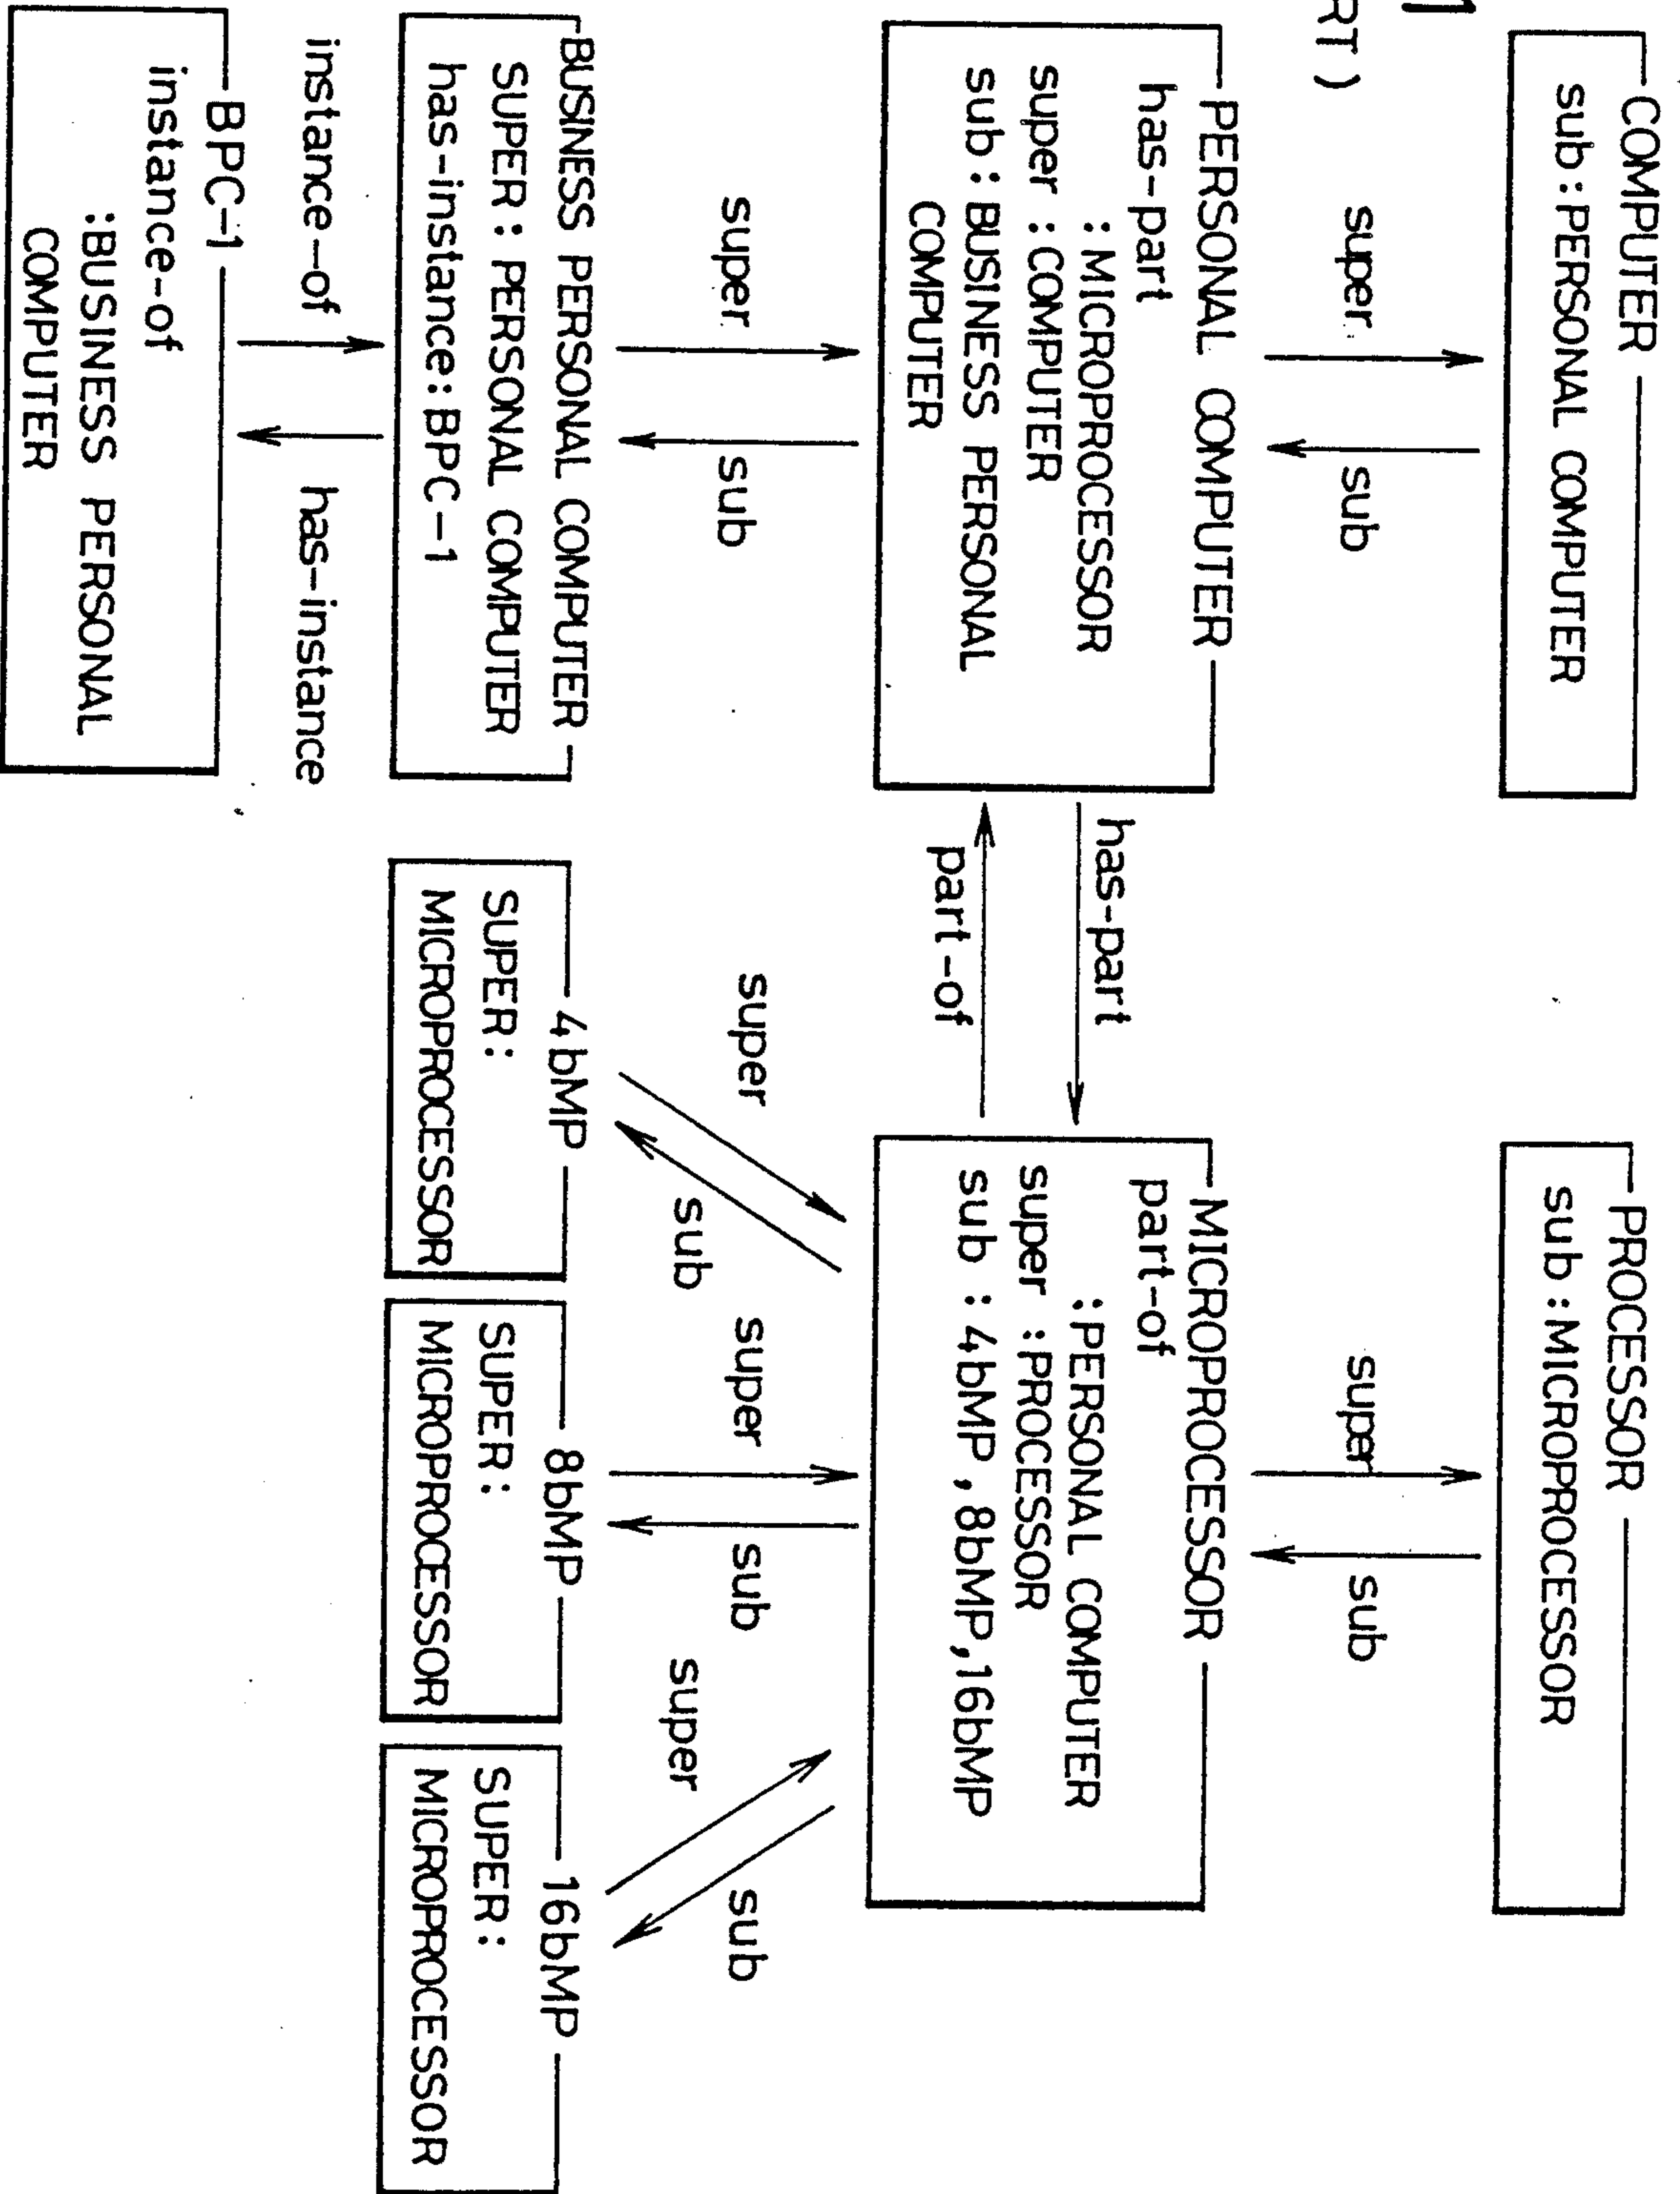 1
RT )
COMPUTER
sub : PERSONAL COMPUTER
super
sub
PERSONAL COMPUTER
has-part
: MICROPROCESSOR
super : COMPUTER
sub : BUSINESS PERSONAL
COMPUTER
super
sub
BUSINESS PERSONAL COMPUTER
SUPER : PERSONAL COMPUTER
has-instance : BPC-1
instance-of
has-instance
BPC-1
instance-of
: BUSINESS PERSONAL
COMPUTER
has-part
part-of
PROCESSOR
sub : MICROPROCESSOR
super
sub
MICROPROCESSOR
part-of
: PERSONAL COMPUTER
super : PROCESSOR
sub : 4bMP, 8bMP, 16bMP
super
sub
super
sub
super
sub
4bMP
SUPER :
MICROPROCESSOR
8bMP
SUPER :
MICROPROCESSOR
16bMP
SUPER :
MICROPROCESSOR